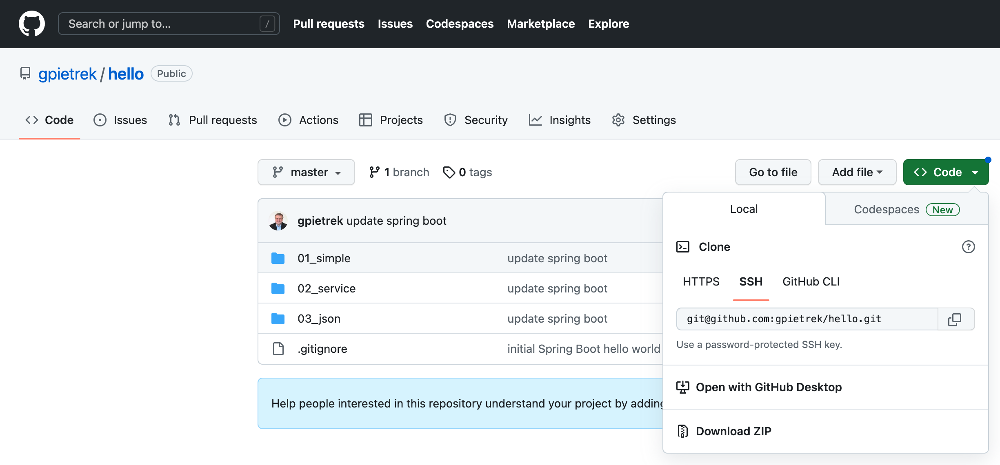 Search or jump to... /
Pull requests Issues Codespaces Marketplace Explore
gpietrek / hello Public
Code Issues Pull requests Actions Projects Security Insights Settings
master 1 branch 0 tags
Go to file Add file Code
gpietrek update spring boot
01_simple update spring boot
02_service update spring boot
03_json update spring boot
.gitignore initial Spring Boot hello world
Help people interested in this repository understand your project by adding
Local Codespaces New
Clone
HTTPS SSH GitHub CLI
git@github.com:gpietrek/hello.git
Use a password-protected SSH key.
Open with GitHub Desktop
Download ZIP